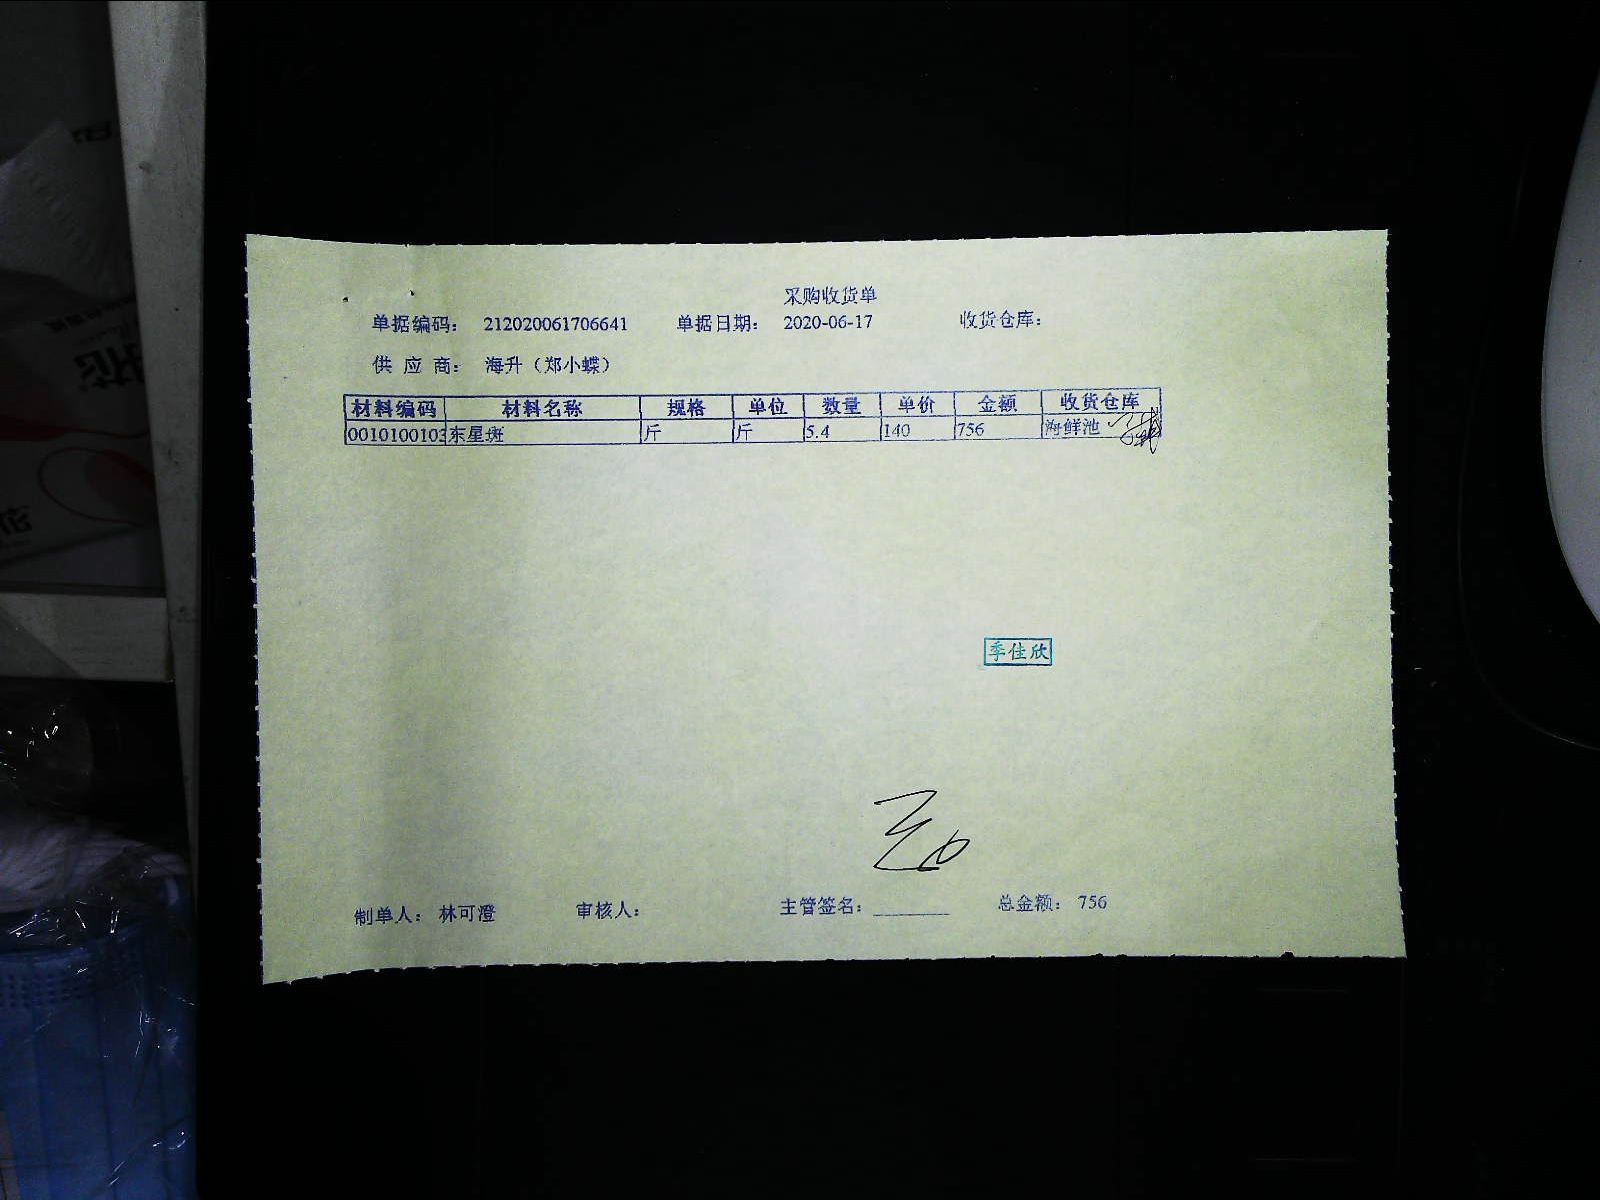 采购收货单
单据编码： 212020061706641 单据日期： 2020-06-17 收货仓库：
供 应 商： 海升（郑小蝶）
材料编码 材料名称 规格 单位 数量 单价 金额 收货仓库
0010100103 东星斑 斤 斤 5.4 140 756 海鲜池
季佳欣
制单人： 林可澄 审核人： 主管签名： 总金额： 756